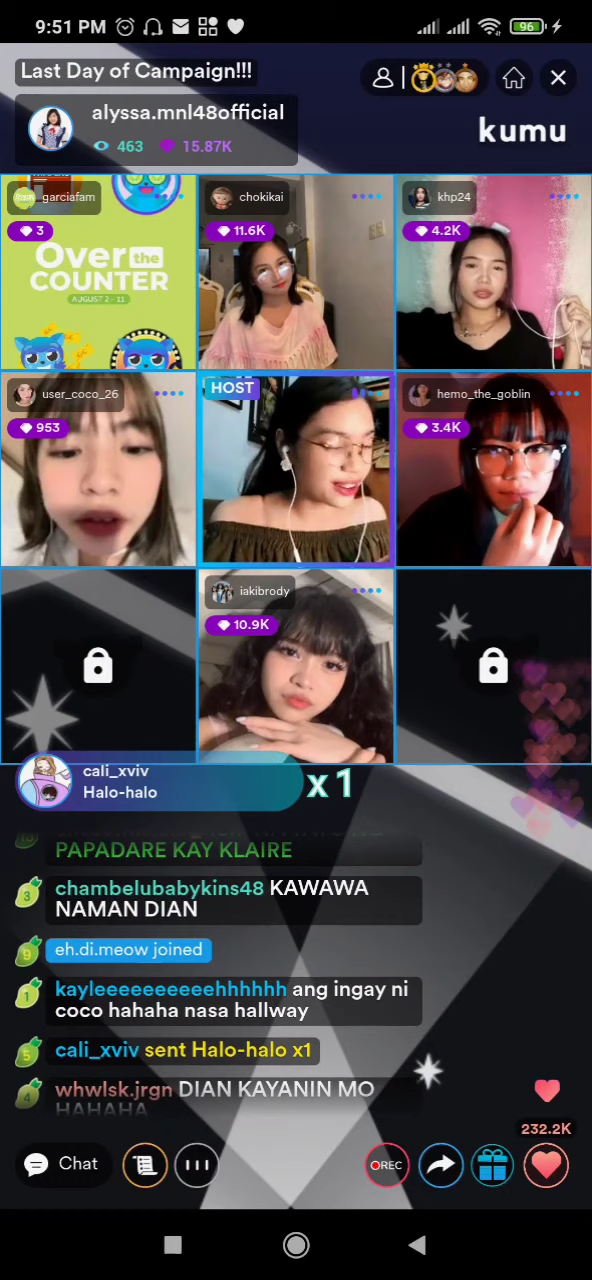 9:51 PM
96
Last Day of Campaign!!!
alyssa.mnl48official
463 15.87K
kumu
garciafam
3
Over the
COUNTER
AUGUST 2 - 11
chokikai
11.6K
khp24
4.2K
user_coco_26
953
HOST
hemo_the_goblin
3.4K
iakibrody
10.9K
cali_xviv
Halo-halo
x 1
PAPADARE KAY KLAIRE
3
chambelubabykins48 KAWAWA
NAMAN DIAN
9
eh.di.meow joined
1
kayleeeeeeeeeehhhhhh ang ingay ni
coco hahaha nasa hallway
5
cali_xviv sent Halo-halo x1
4
whwlsk.jrgn DIAN KAYANIN MO
HAHAHA
232.2K
Chat
REC